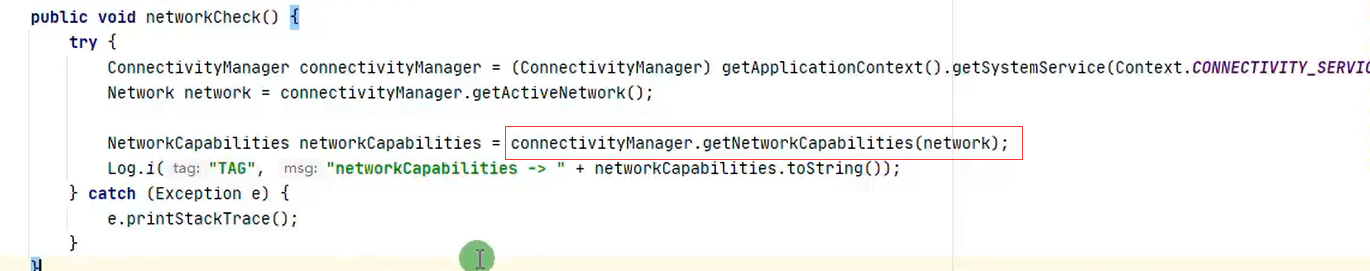 public void networkCheck() {
try {
ConnectivityManager connectivityManager = (ConnectivityManager) getApplicationContext().getSystemService(Context.CONNECTIVITY_SERVIC
Network network = connectivityManager.getActiveNetwork();
NetworkCapabilities networkCapabilities = connectivityManager.getNetworkCapabilities(network);
Log.i( tag: "TAG", msg: "networkCapabilities -> " + networkCapabilities.toString());
} catch (Exception e) {
e.printStackTrace();
}
}